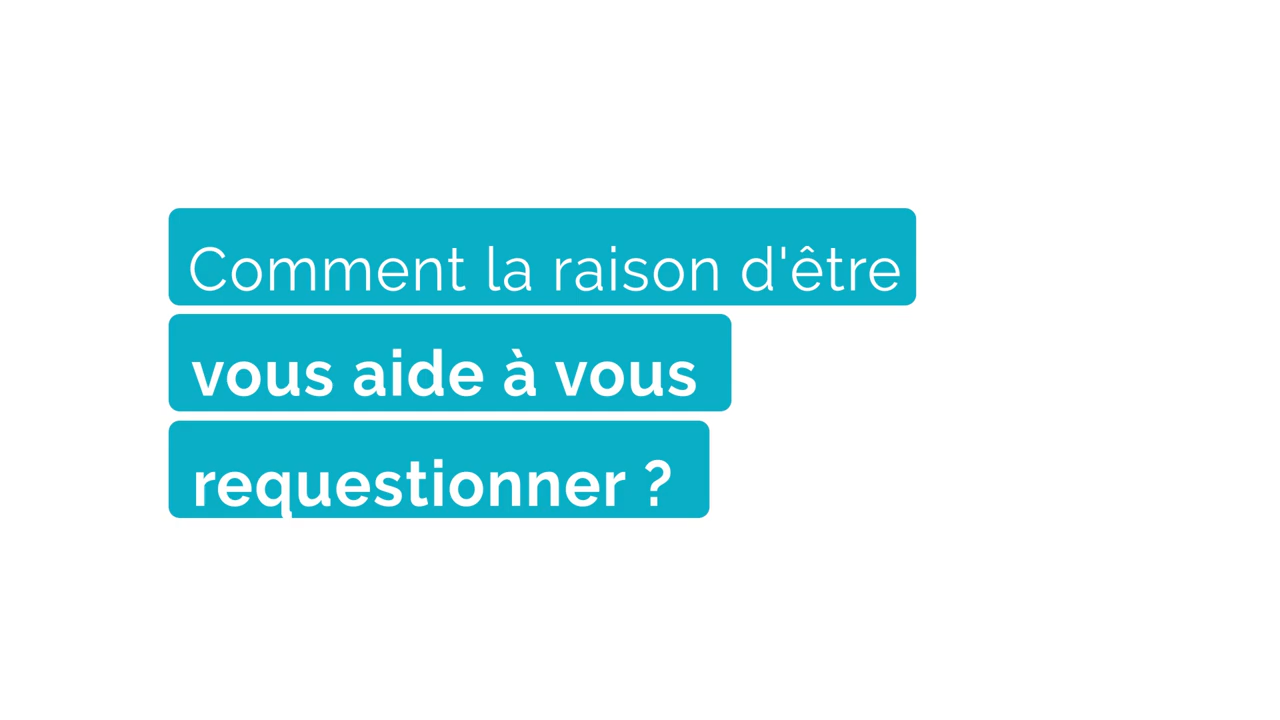 Comment la raison d'être
vous aide à vous
requestionner ?